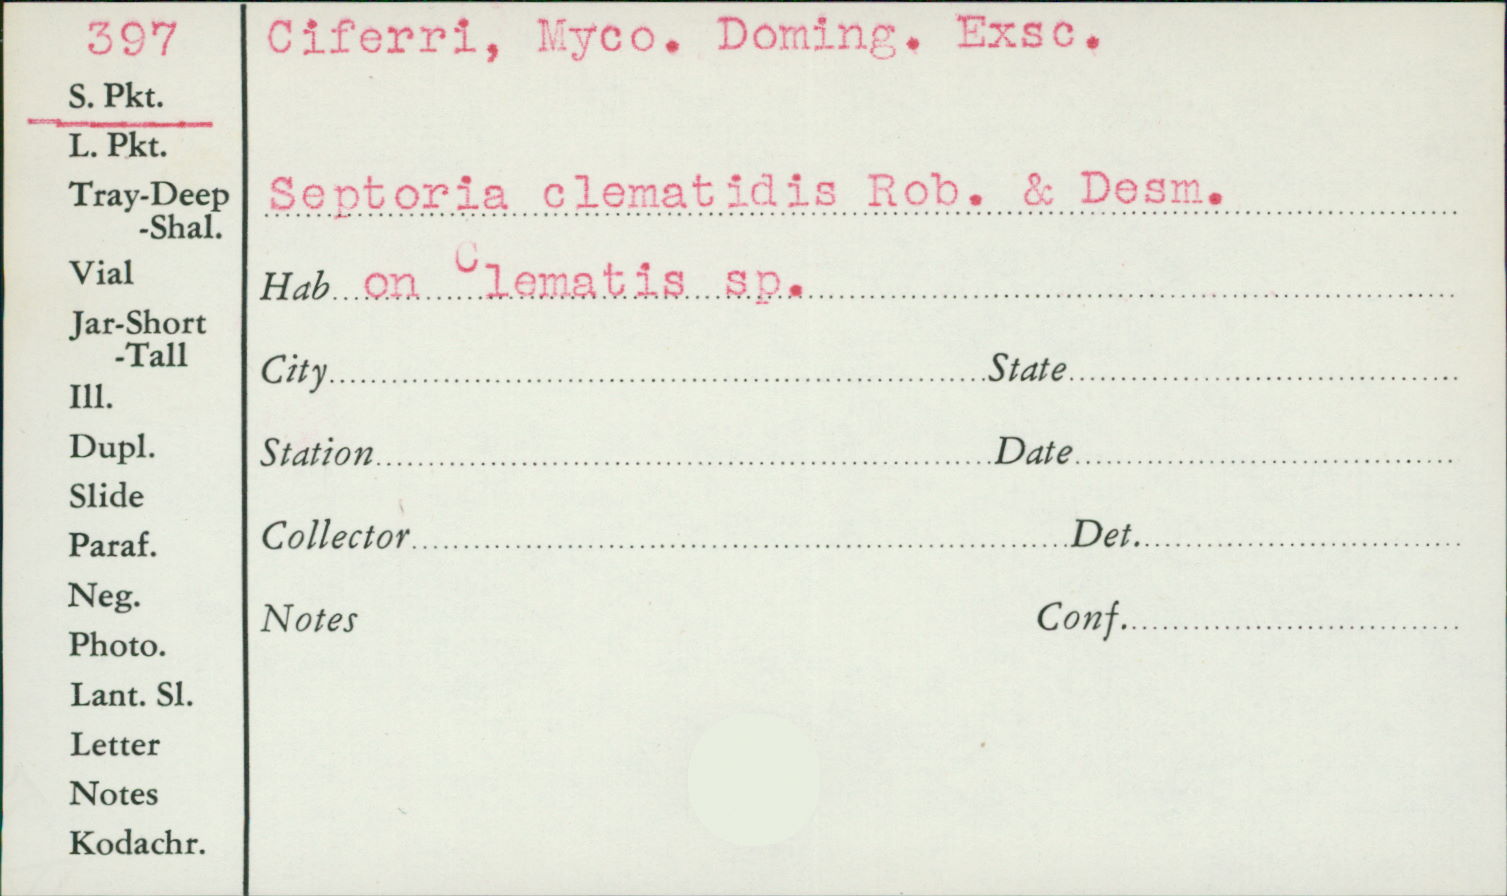 397
S. Pkt.
L. Pkt.
Tray-Deep
-Shal.
Vial
Jar-Short
-Tall
Ill.
Dupl.
Slide
Paraf.
Neg.
Photo.
Lant. Sl.
Letter
Notes
Kodachr.
Ciferri, Myco. Doming. Exsc.
Septoria clematidis Rob. & Desm.
Hab on Clematis sp.
City State
Station Date
Collector Det.
Notes Conf.